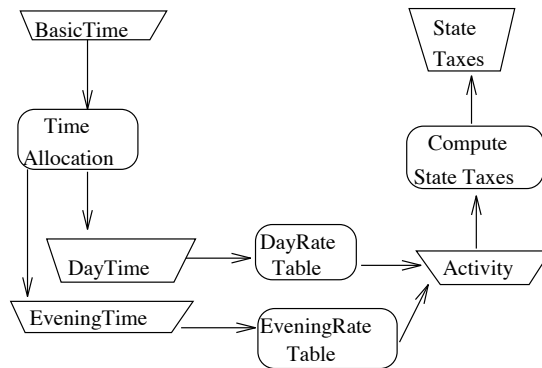 BasicTime
State
Taxes
Time
Allocation
Compute
State Taxes
DayTime
DayRate
Table
Activity
EveningTime
EveningRate
Table